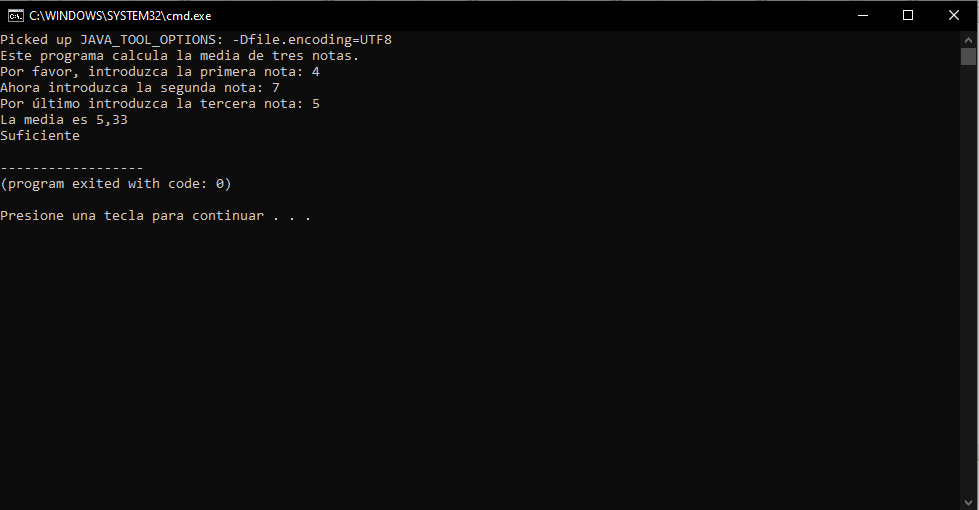 C:\WINDOWS\SYSTEM32\cmd.exe
Picked up JAVA_TOOL_OPTIONS: -Dfile.encoding=UTF8
Este programa calcula la media de tres notas.
Por favor, introduzca la primera nota: 4
Ahora introduzca la segunda nota: 7
Por último introduzca la tercera nota: 5
La media es 5,33
Suficiente
------------------
(program exited with code: 0)
Presione una tecla para continuar . . .